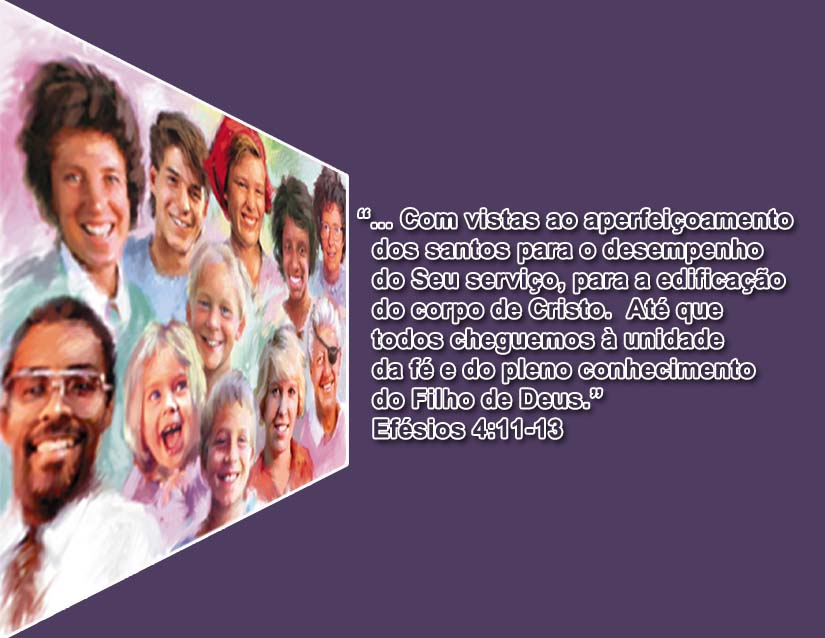 “... Com vistas ao aperfeiçoamento
dos santos para o desempenho
do Seu serviço, para a edificação
do corpo de Cristo.  Até que
todos cheguemos à unidade
da fé e do pleno conhecimento
do Filho de Deus.”
Efésios 4:11-13